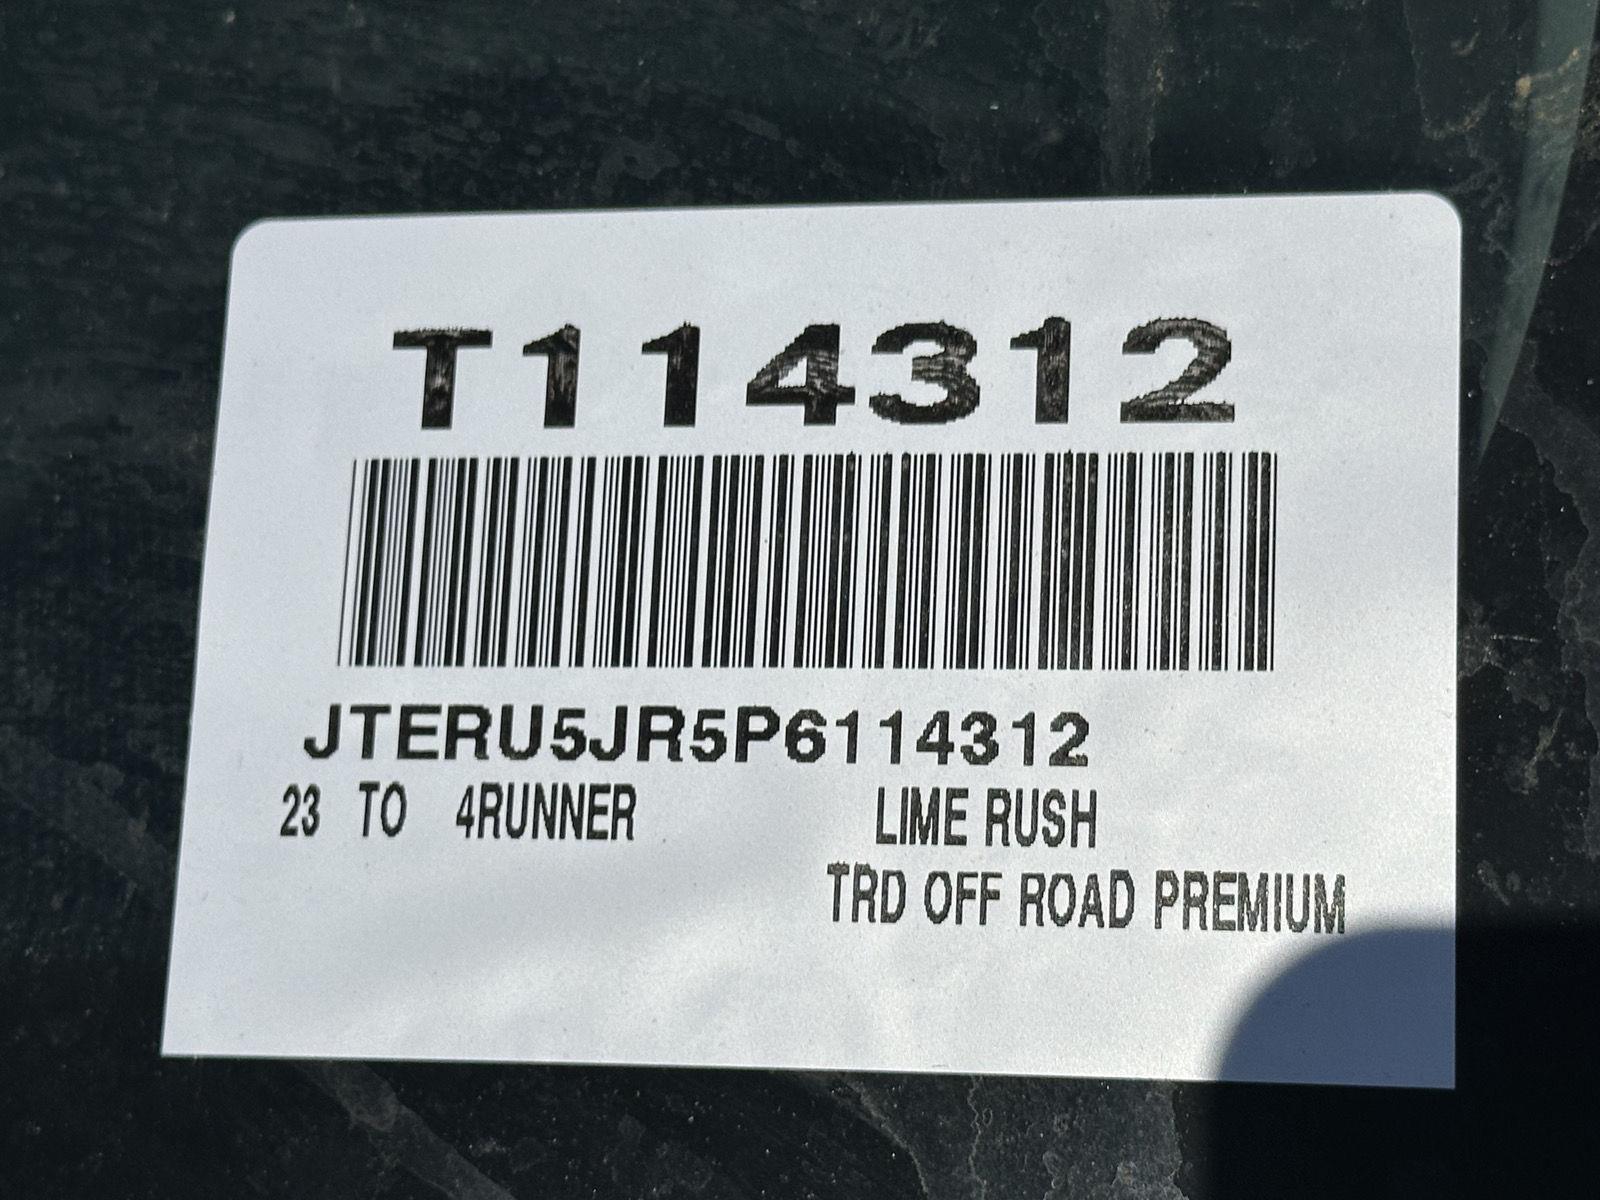 T114312
JTERU5JR5P6114312
23 TO 4RUNNER LIME RUSH
TRD OFF ROAD PREMIUM